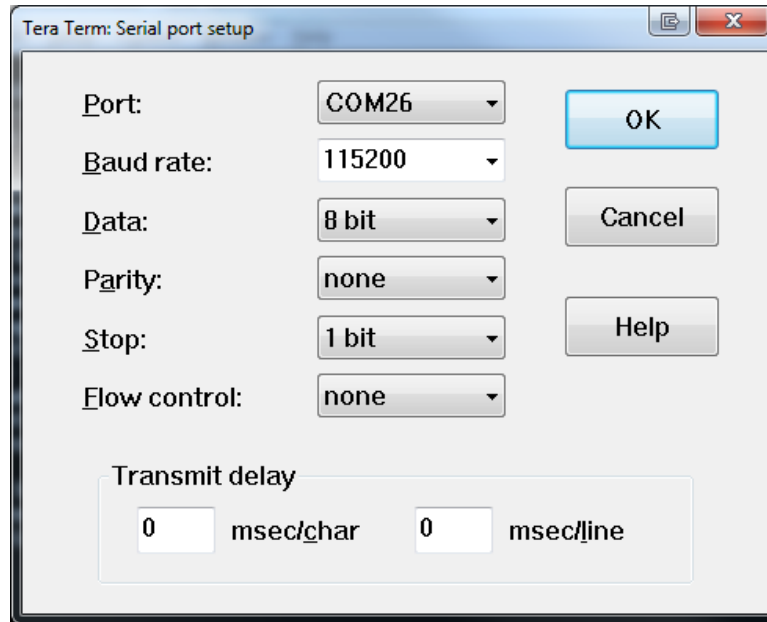 Tera Term: Serial port setup
Port: COM26
OK
Baud rate: 115200
Data: 8 bit
Cancel
Parity: none
Stop: 1 bit
Help
Flow control: none
Transmit delay
0 msec/char 0 msec/line